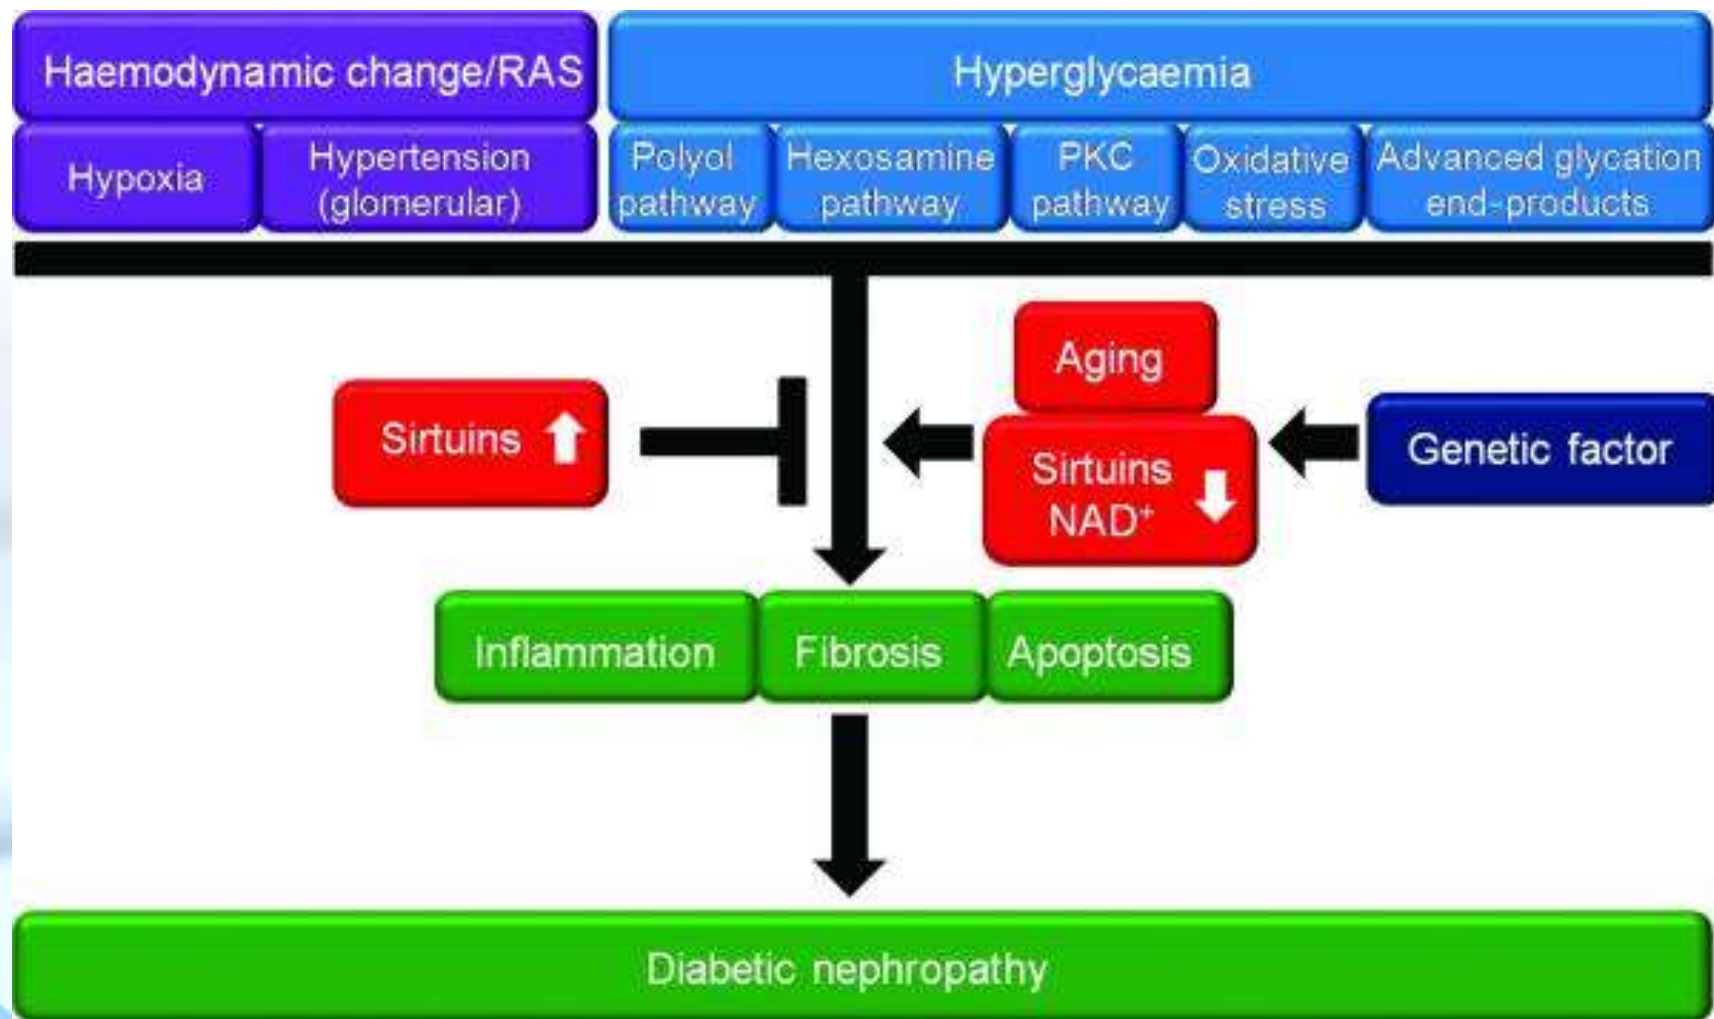 Haemodynamic change/RAS
Hyperglycaemia
Hypoxia
Hypertension
(glomerular)
Polyol
pathway
Hexosamine
pathway
PKC
pathway
Oxidative
stress
Advanced glycation
end-products
Aging
Sirtuins
Sirtuins
NAD⁺
Genetic factor
Inflammation
Fibrosis
Apoptosis
Diabetic nephropathy